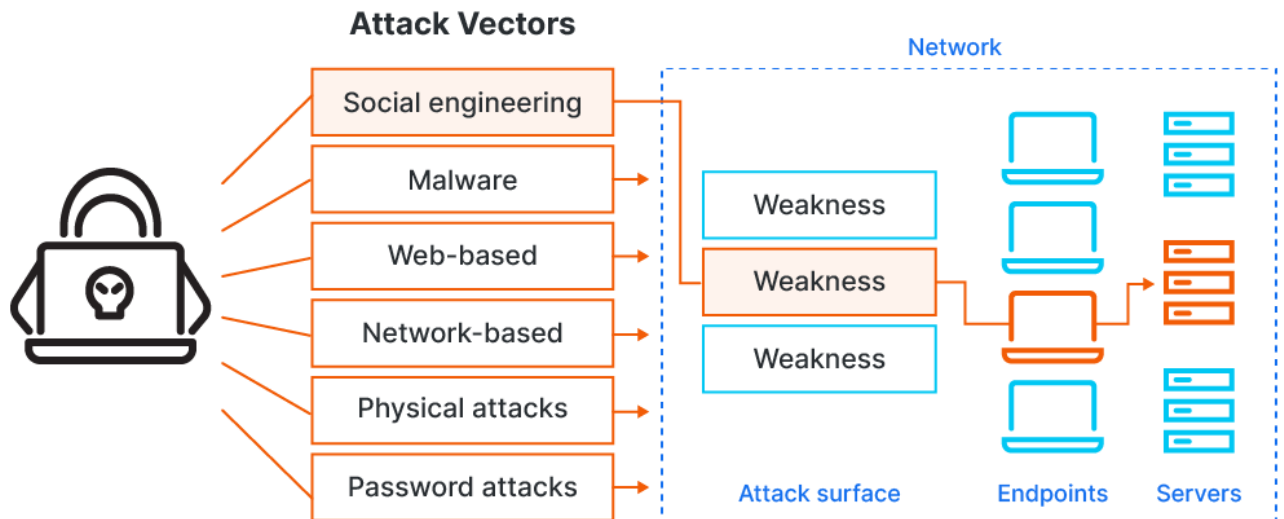 Attack Vectors
Network
Social engineering
Malware
Web-based
Network-based
Physical attacks
Password attacks
Weakness
Weakness
Weakness
Attack surface
Endpoints
Servers